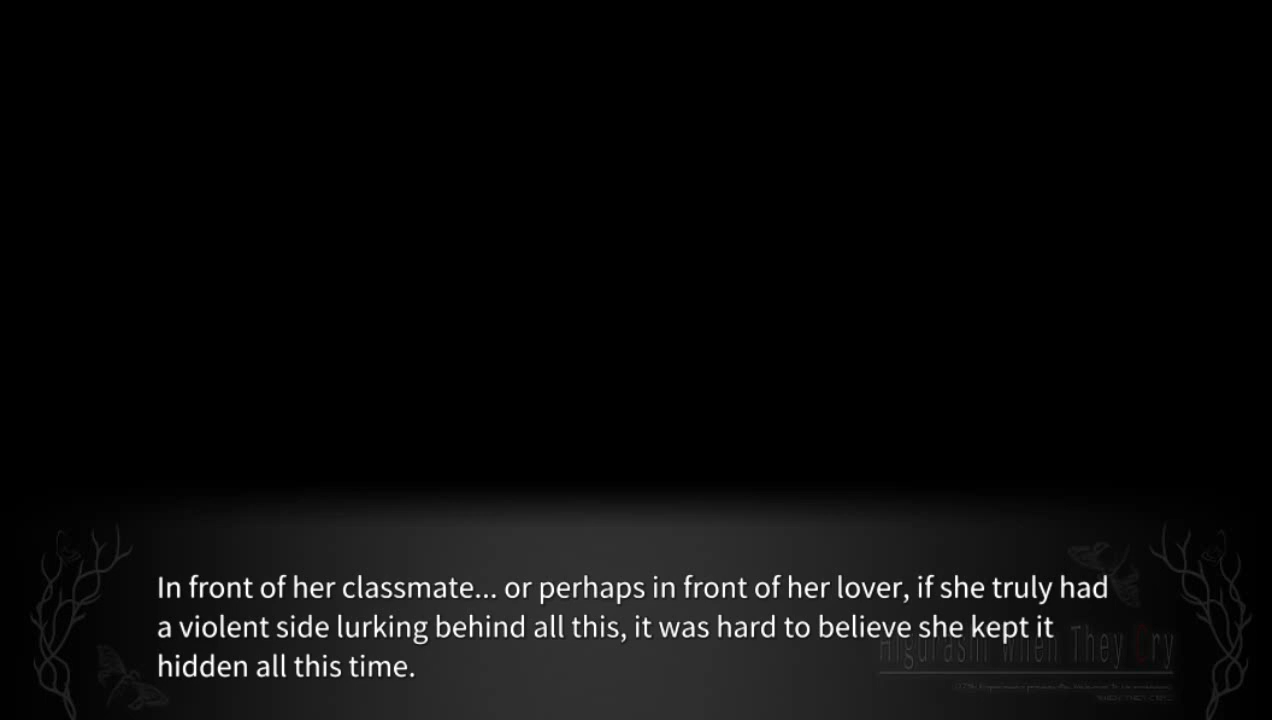 In front of her classmate... or perhaps in front of her lover, if she truly had
a violent side lurking behind all this, it was hard to believe she kept it
hidden all this time.
Higurashi When They Cry